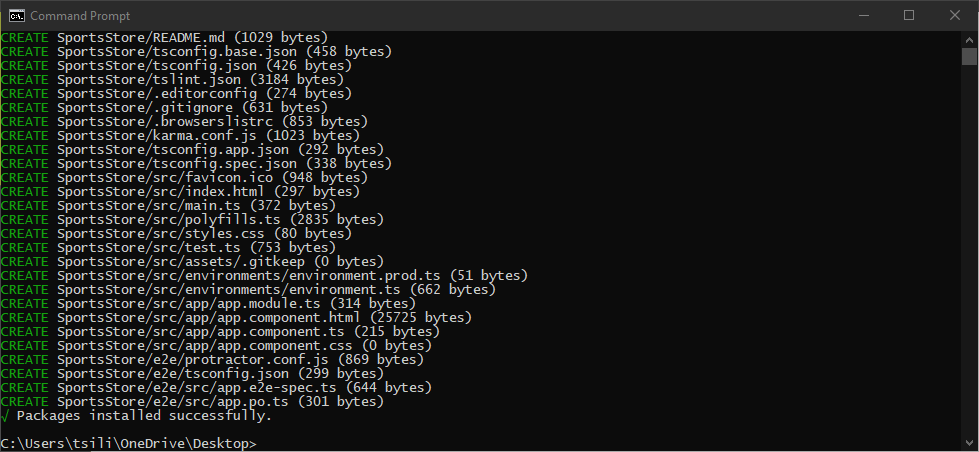 Command Prompt
CREATE SportsStore/README.md (1029 bytes)
CREATE SportsStore/tsconfig.base.json (458 bytes)
CREATE SportsStore/tsconfig.json (426 bytes)
CREATE SportsStore/tslint.json (3184 bytes)
CREATE SportsStore/.editorconfig (274 bytes)
CREATE SportsStore/.gitignore (631 bytes)
CREATE SportsStore/.browserslistrc (853 bytes)
CREATE SportsStore/karma.conf.js (1023 bytes)
CREATE SportsStore/tsconfig.app.json (292 bytes)
CREATE SportsStore/tsconfig.spec.json (338 bytes)
CREATE SportsStore/src/favicon.ico (948 bytes)
CREATE SportsStore/src/index.html (297 bytes)
CREATE SportsStore/src/main.ts (372 bytes)
CREATE SportsStore/src/polyfills.ts (2835 bytes)
CREATE SportsStore/src/styles.css (80 bytes)
CREATE SportsStore/src/test.ts (753 bytes)
CREATE SportsStore/src/assets/.gitkeep (0 bytes)
CREATE SportsStore/src/environments/environment.prod.ts (51 bytes)
CREATE SportsStore/src/environments/environment.ts (662 bytes)
CREATE SportsStore/src/app/app.module.ts (314 bytes)
CREATE SportsStore/src/app/app.component.html (25725 bytes)
CREATE SportsStore/src/app/app.component.ts (215 bytes)
CREATE SportsStore/src/app/app.component.css (0 bytes)
CREATE SportsStore/e2e/protractor.conf.js (869 bytes)
CREATE SportsStore/e2e/tsconfig.json (299 bytes)
CREATE SportsStore/e2e/src/app.e2e-spec.ts (644 bytes)
CREATE SportsStore/e2e/src/app.po.ts (301 bytes)
√ Packages installed successfully.
C:\Users\tsili\OneDrive\Desktop>